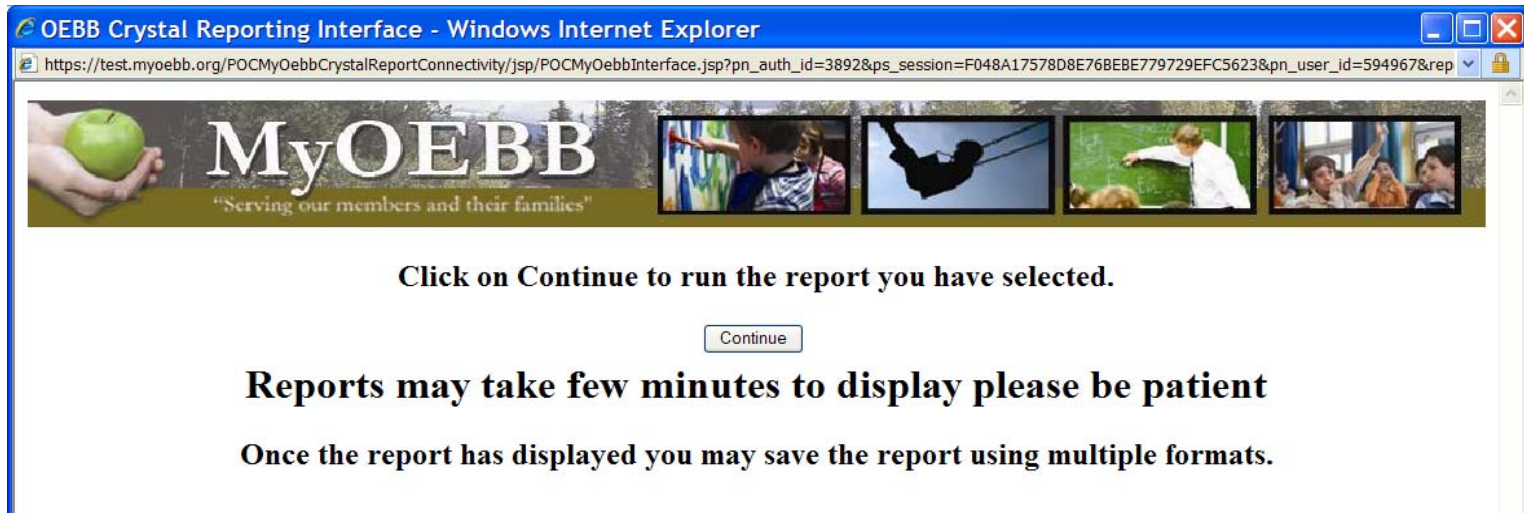 OEBB Crystal Reporting Interface - Windows Internet Explorer
https://test.myoebb.org/POCMyOebbCrystalReportConnectivity/jsp/POCMyOebbInterface.jsp?pn_auth_id=3892&ps_session=F048A17578D8E76BEBE779729EFC5623&pn_user_id=594967&rep
MyOEBB
"Serving our members and their families"
Click on Continue to run the report you have selected.
Continue
Reports may take few minutes to display please be patient
Once the report has displayed you may save the report using multiple formats.